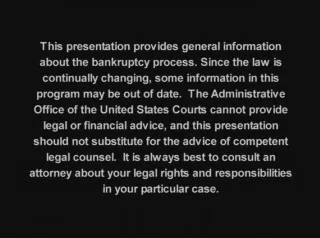 This presentation provides general information
about the bankruptcy process. Since the law is
continually changing, some information in this
program may be out of date. The Administrative
Office of the United States Courts cannot provide
legal or financial advice, and this presentation
should not substitute for the advice of competent
legal counsel. It is always best to consult an
attorney about your legal rights and responsibilities
in your particular case.